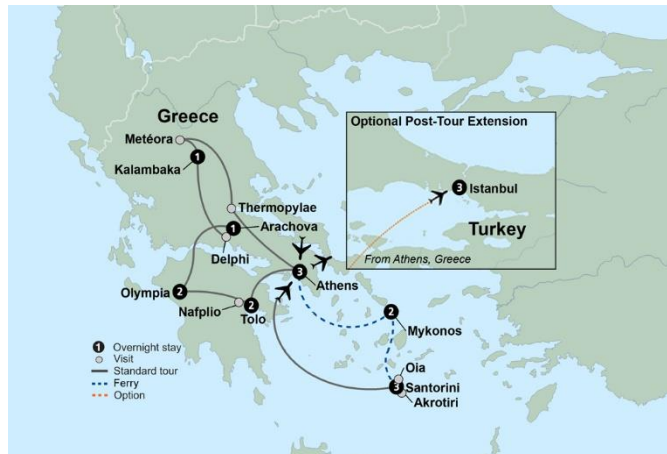 Greece
Metéora
1
Kalambaka
Thermopylae
1
Arachova
Delphi
3
Athens
Olympia
2
Nafplio
2
Tolo
2
Mykonos
Oia
3
Santorini
Akrotiri
Optional Post-Tour Extension
3
Istanbul
Turkey
From Athens, Greece
1 Overnight stay
Visit
Standard tour
Ferry
Option